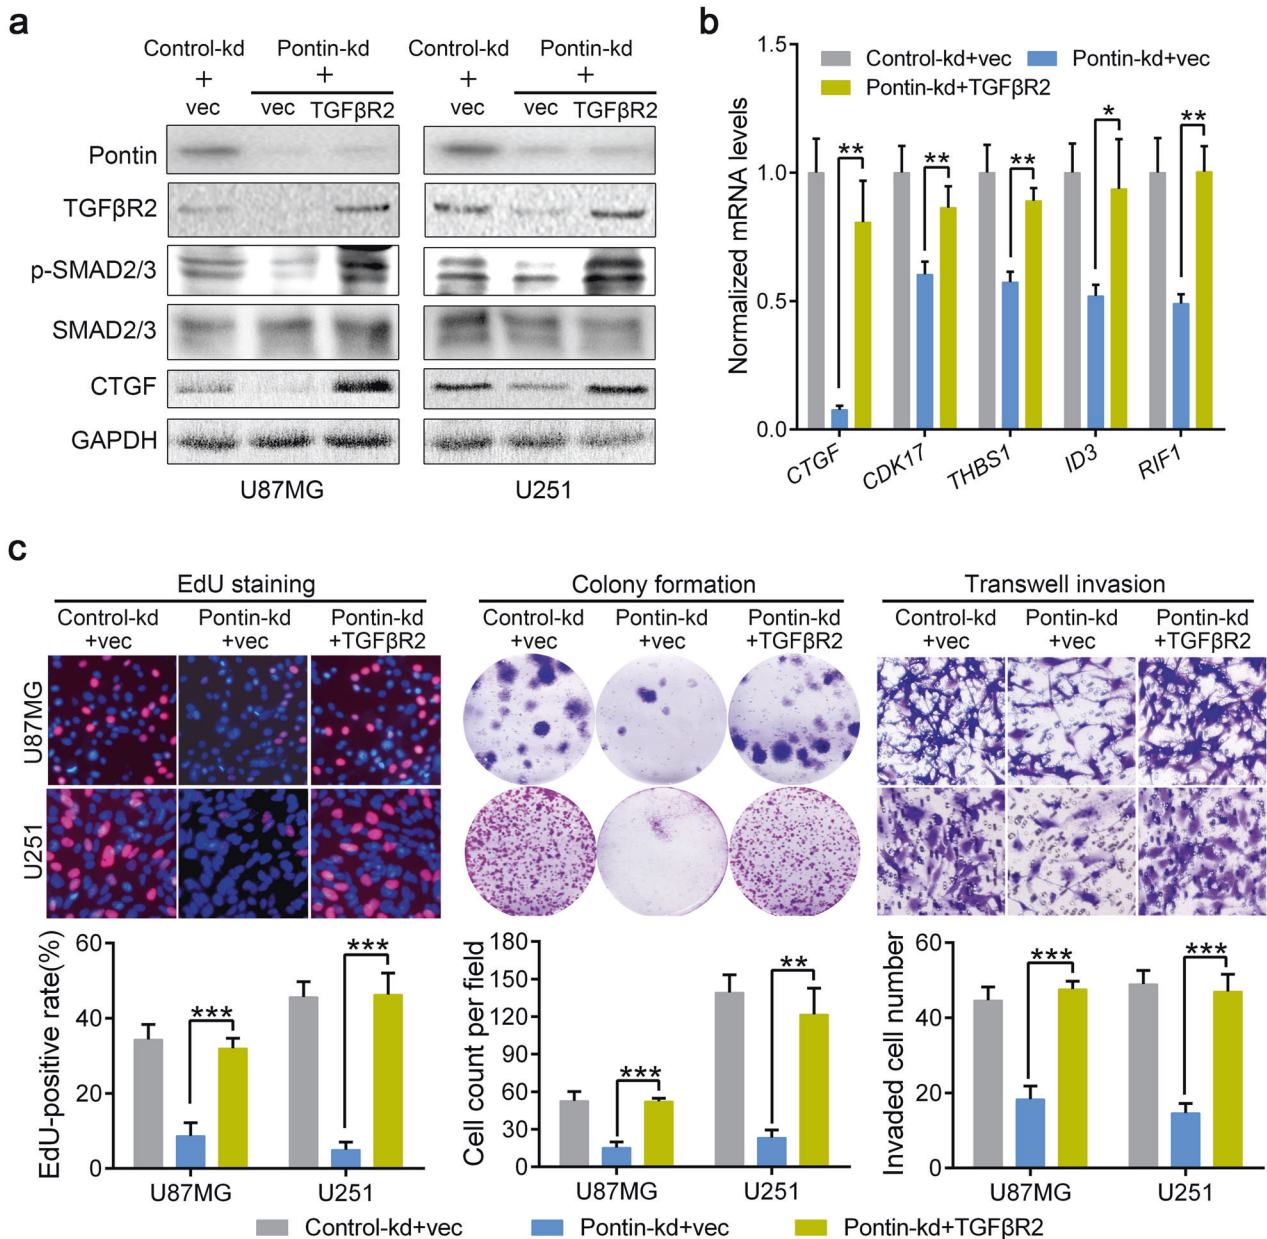 a
Control-kd Pontin-kd Control-kd Pontin-kd
+ + + +
vec vec TGFβR2 vec vec TGFβR2
Pontin
TGFβR2
p-SMAD2/3
SMAD2/3
CTGF
GAPDH
U87MG U251
b
Normalized mRNA levels
1.5
1.0
0.5
0.0
Control-kd+vec Pontin-kd+vec
Pontin-kd+TGFβR2
** ** ** * **
CTGF CDK17 THBS1 ID3 RIF1
c
EdU staining Colony formation Transwell invasion
Control-kd Pontin-kd Pontin-kd Control-kd Pontin-kd Pontin-kd Control-kd Pontin-kd Pontin-kd
+vec +vec +TGFβR2 +vec +vec +TGFβR2 +vec +vec +TGFβR2
U87MG
U251
EdU-positive rate(%)
60
40
20
0
*** ***
U87MG U251
Cell count per field
180
150
120
90
60
30
0
*** **
U87MG U251
Invaded cell number
60
40
20
0
*** ***
U87MG U251
Control-kd+vec Pontin-kd+vec Pontin-kd+TGFβR2